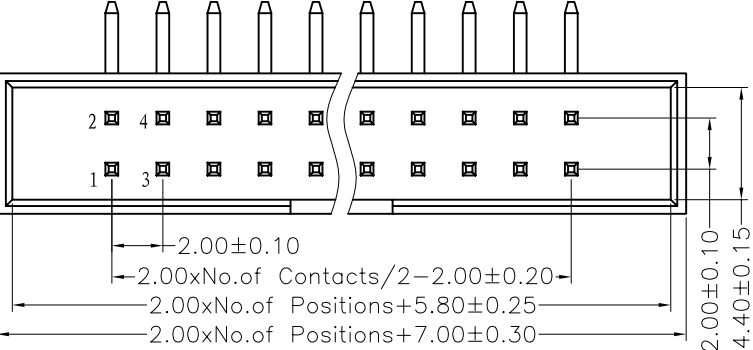 2 4
1 3
2.00±0.10
2.00xNo.of Contacts/2-2.00±0.20
2.00xNo.of Positions+5.80±0.25
2.00xNo.of Positions+7.00±0.30
2.00±0.10
4.40±0.15